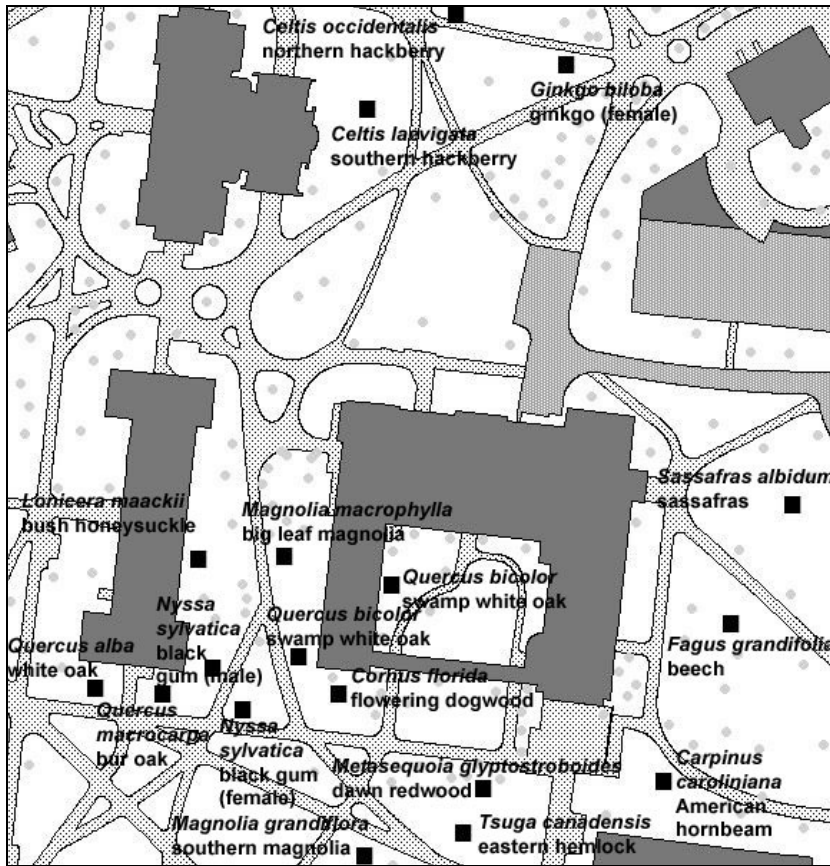 Celtis occidentalis
northern hackberry
Ginkgo biloba
ginkgo (female)
Celtis laevigata
southern hackberry
Sassafras albidum
sassafras
Lonicera maackii
bush honeysuckle
Magnolia macrophylla
big leaf magnolia
Quercus bicolor
swamp white oak
Nyssa
sylvatica
black
gum (male)
Quercus bicolor
swamp white oak
Quercus alba
white oak
Fagus grandifolia
beech
Cornus florida
flowering dogwood
Quercus
macrocarpa
bur oak
Nyssa
sylvatica
black gum
(female)
Metasequoia glyptostroboides
dawn redwood
Carpinus
caroliniana
American
hornbeam
Magnolia grandiflora
southern magnolia
Tsuga canadensis
eastern hemlock